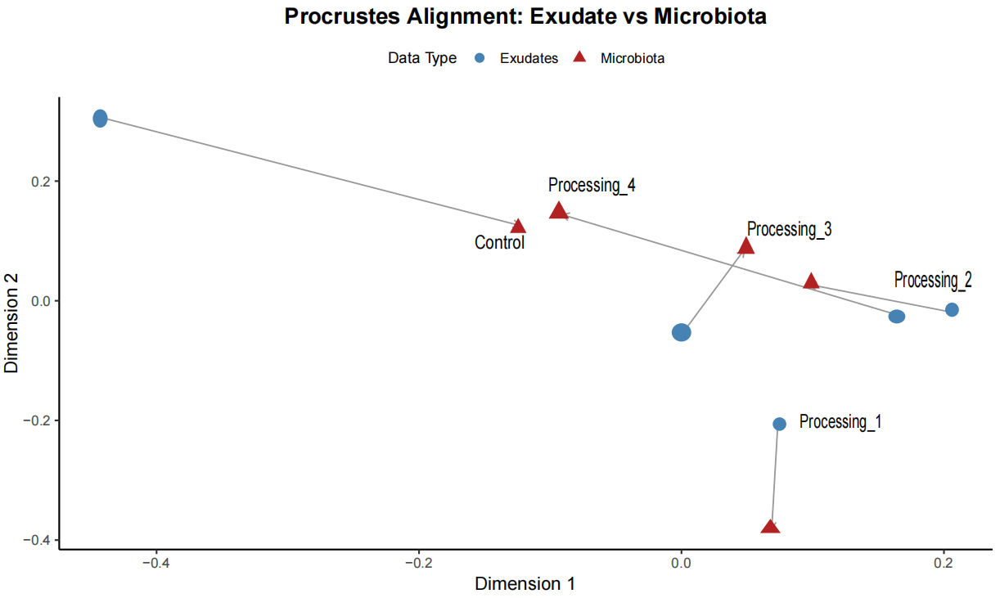 Procrustes Alignment: Exudate vs Microbiota
Data Type Exudates Microbiota
Processing_4
0.2
Processing_3
Control
Processing_2
0.0
Dimension 2
Processing_1
−0.2
−0.4
−0.4 −0.2 0.0 0.2
Dimension 1